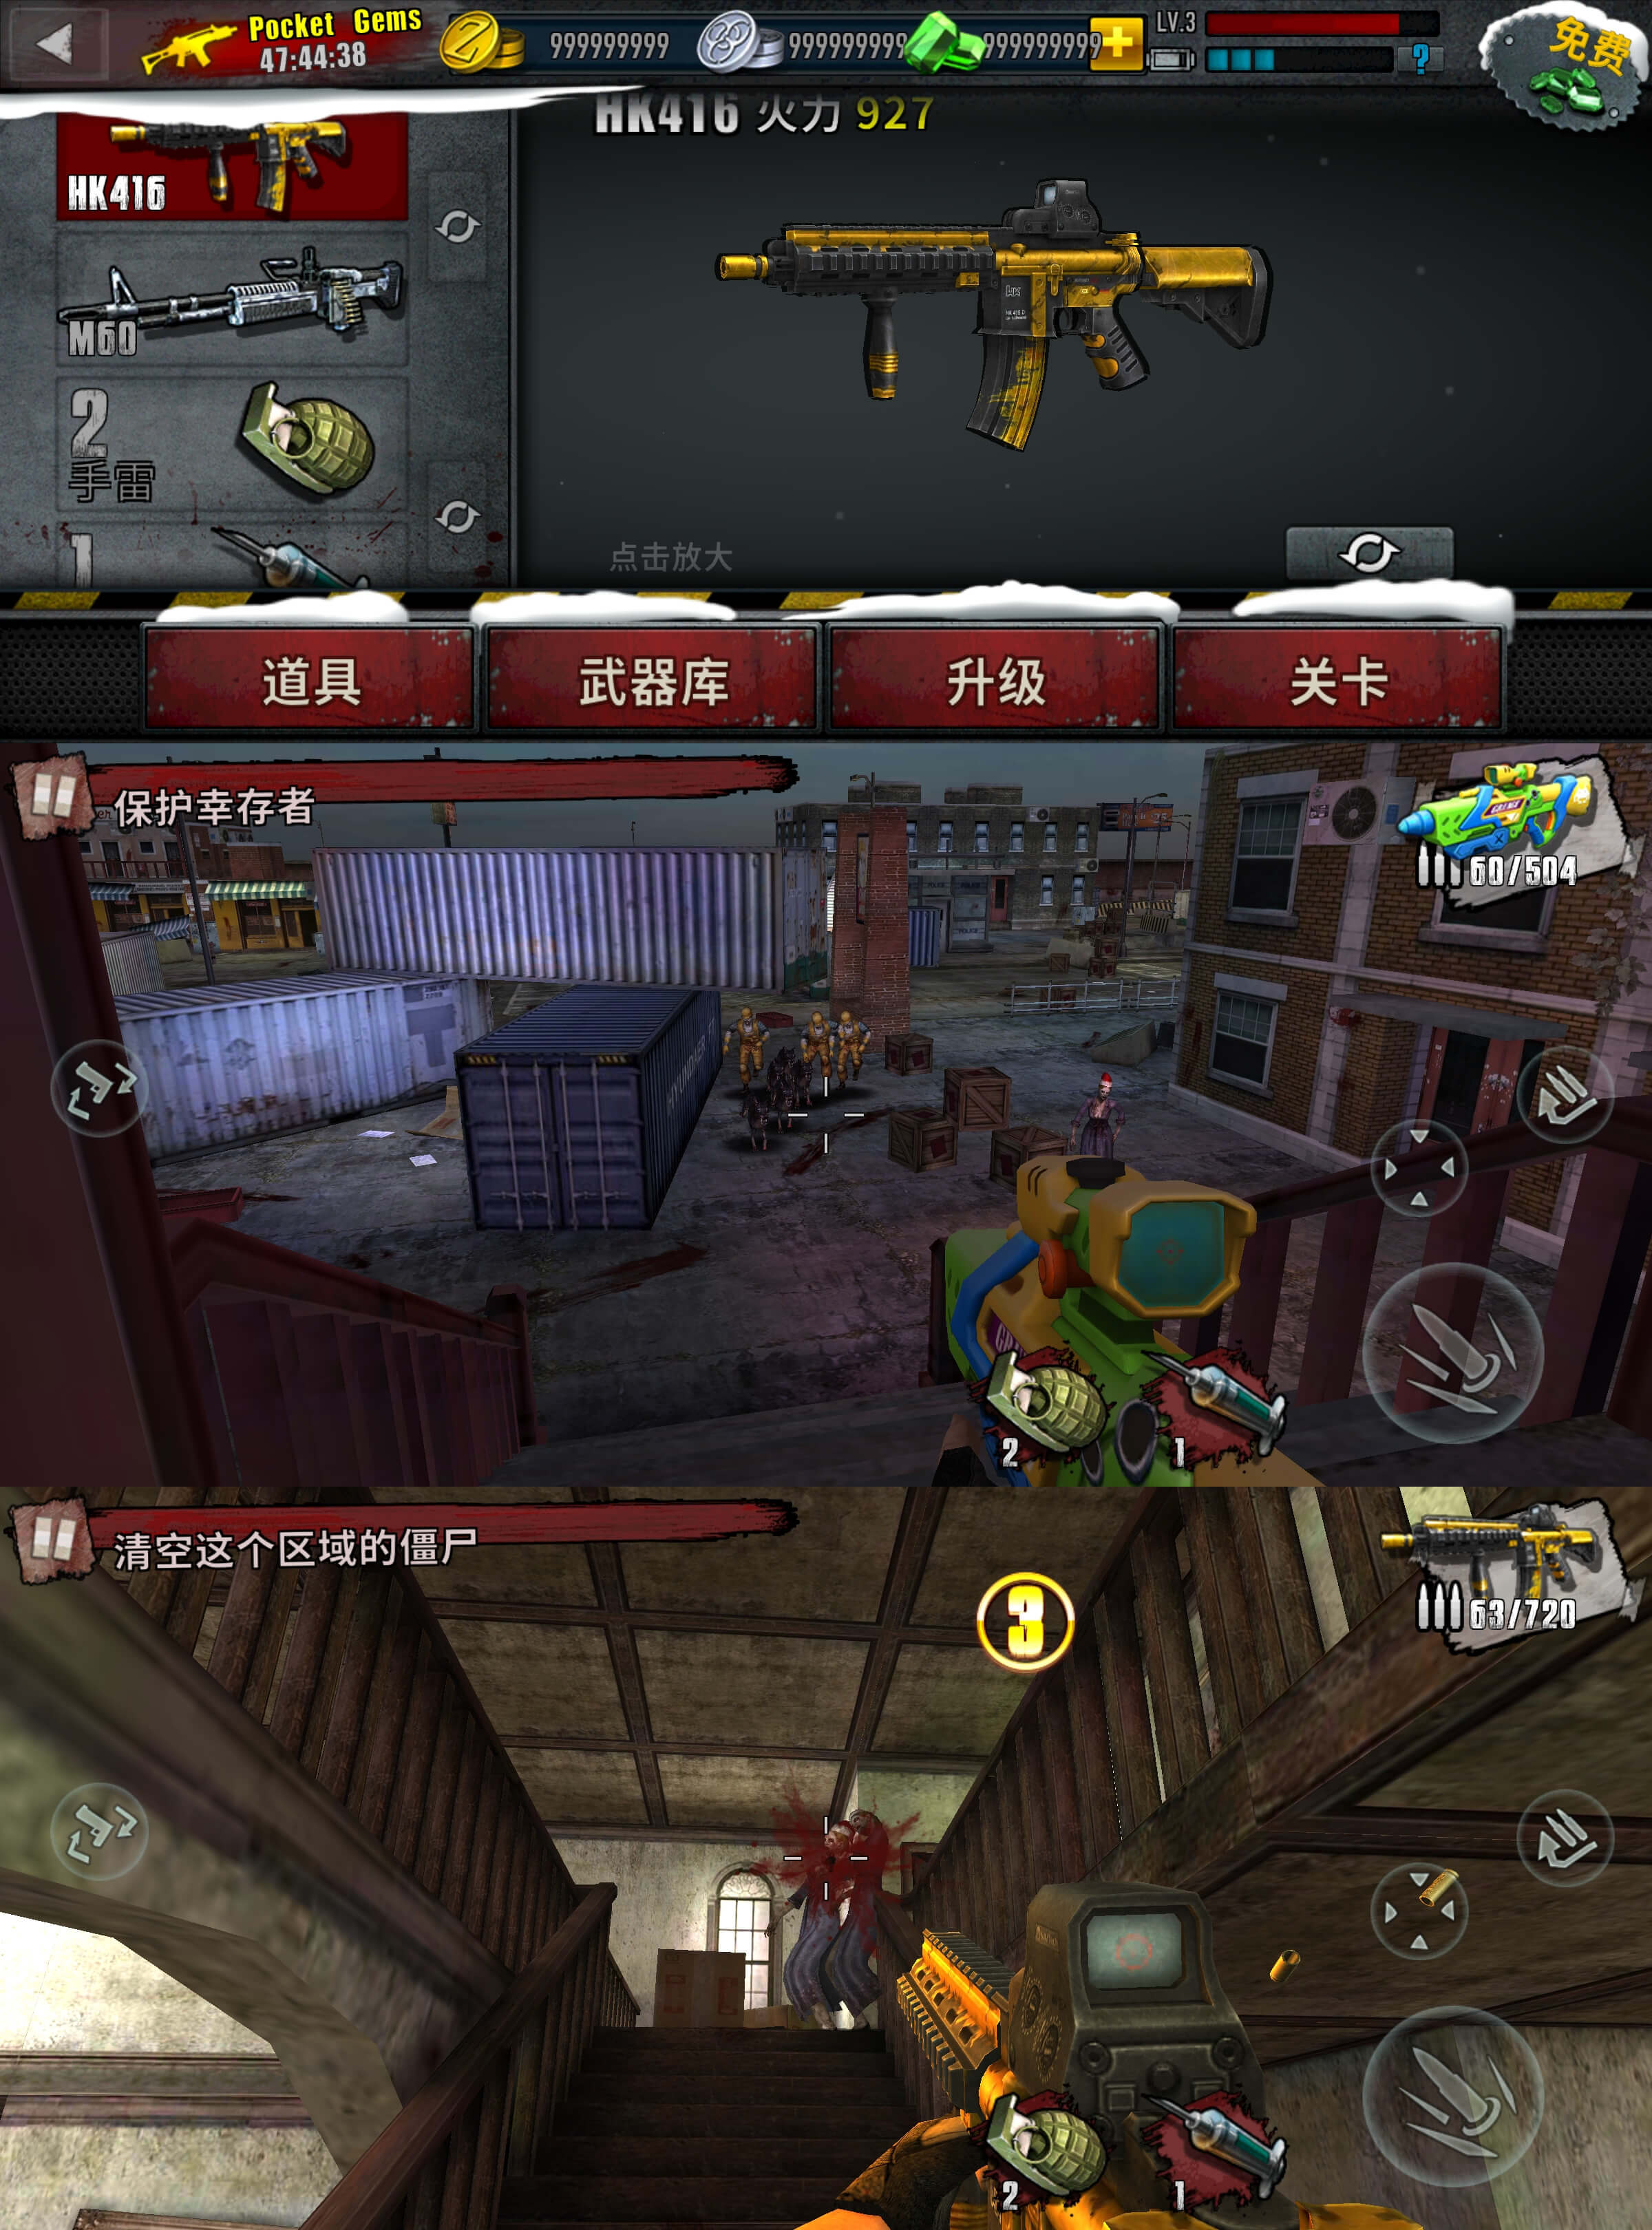 Pocket Gems
47:44:38
999999999
999999999
999999999
LV.3
?
免费
HK416 火力 927
HK416
M60
2
手雷
1
点击放大
道具
武器库
升级
关卡
保护幸存者
60/504
2
1
清空这个区域的僵尸
3
63/720
2
1